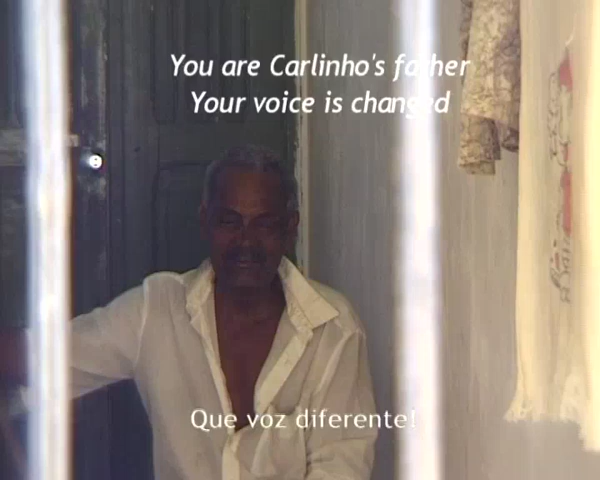 You are Carlinho's father
Your voice is changed
Que voz diferente!